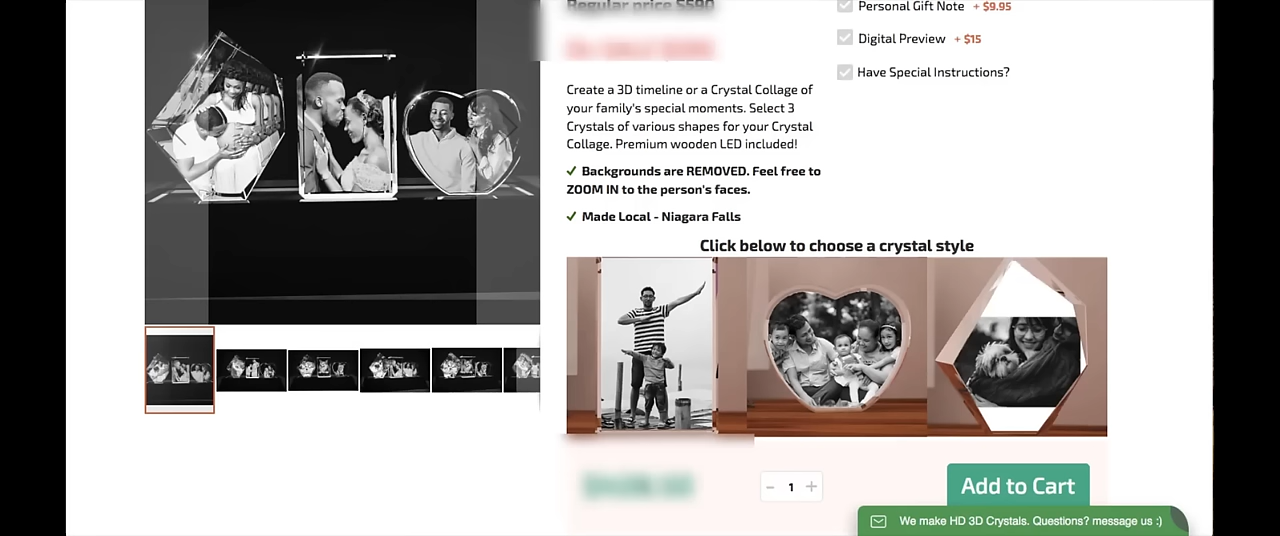 Regular price $590
Create a 3D timeline or a Crystal Collage of
your family's special moments. Select 3
Crystals of various shapes for your Crystal
Collage. Premium wooden LED included!
Backgrounds are REMOVED. Feel free to
ZOOM IN to the person's faces.
Made Local - Niagara Falls
Personal Gift Note + $9.95
Digital Preview + $15
Have Special Instructions?
Click below to choose a crystal style
- 1 +
Add to Cart
We make HD 3D Crystals. Questions? message us :)